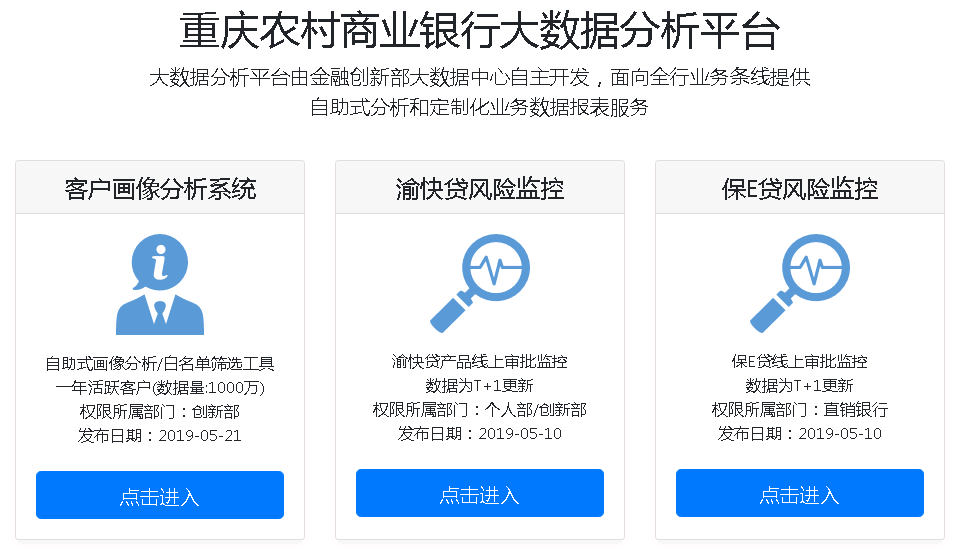 重庆农村商业银行大数据分析平台
大数据分析平台由金融创新部大数据中心自主开发，面向全行业务条线提供
自助式分析和定制化业务数据报表服务
客户画像分析系统
i
自助式画像分析/白名单筛选工具
一年活跃客户(数据量:1000万)
权限所属部门：创新部
发布日期：2019-05-21
点击进入
渝快贷风险监控
渝快贷产品线上审批监控
数据为T+1更新
权限所属部门：个人部/创新部
发布日期：2019-05-10
点击进入
保E贷风险监控
保E贷线上审批监控
数据为T+1更新
权限所属部门：直销银行
发布日期：2019-05-10
点击进入